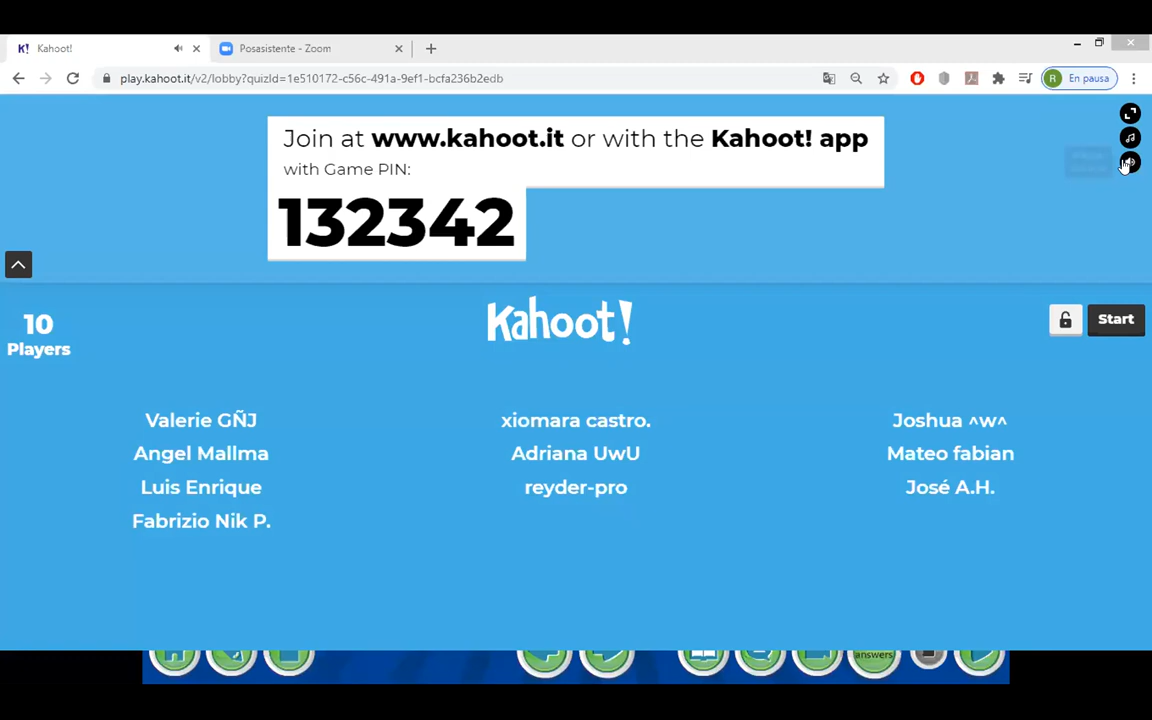 K! Kahoot!
Posasistente - Zoom
play.kahoot.it/v2/lobby?quizId=1e510172-c56c-491a-9ef1-bcfa236b2edb
R En pausa
Join at www.kahoot.it or with the Kahoot! app
with Game PIN:
132342
10
Players
Kahoot!
Start
Valerie GÑJ
xiomara castro.
Joshua ^w^
Angel Mallma
Adriana UwU
Mateo fabian
Luis Enrique
reyder-pro
José A.H.
Fabrizio Nik P.
answers